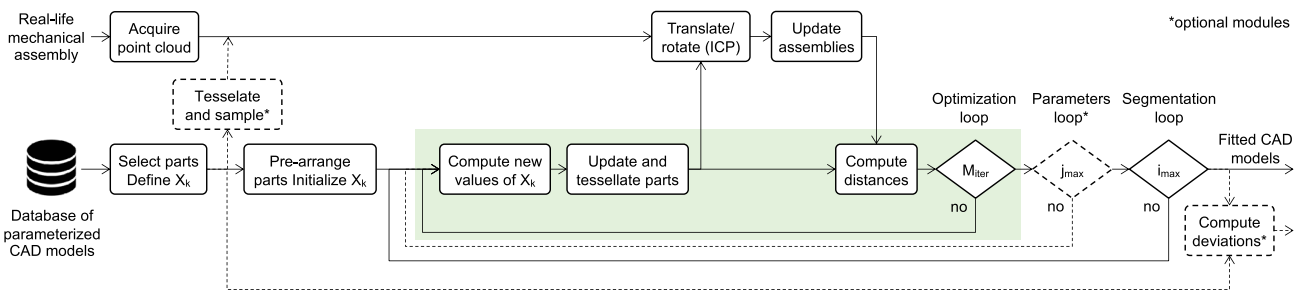 Real-life
mechanical
assembly
Acquire
point cloud
Translate/
rotate (ICP)
Update
assemblies
*optional modules
Tesselate
and sample*
Optimization
loop
Parameters
loop*
Segmentation
loop
Fitted CAD
models
Select parts
Define Xk
Pre-arrange
parts Initialize Xk
Compute new
values of Xk
Update and
tessellate parts
Compute
distances
Miter
no
jmax
no
imax
no
Database of
parameterized
CAD models
Compute
deviations*